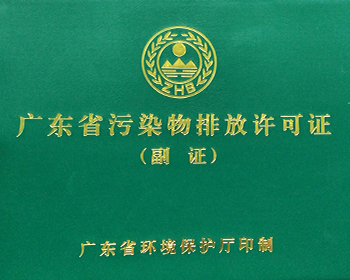 ZHB
广东省污染物排放许可证
（副 证）
广东省环境保护厅印制